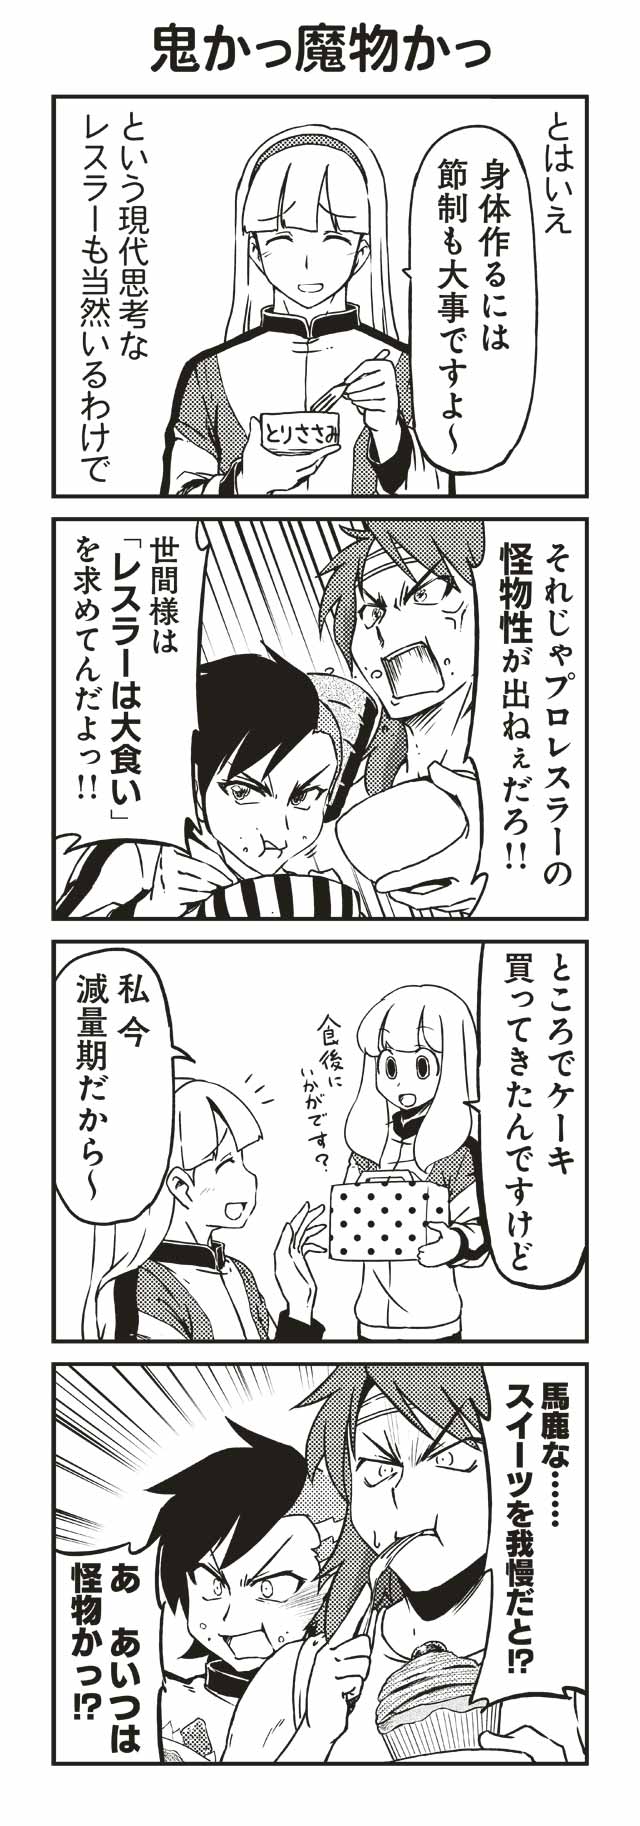 鬼かっ魔物かっ
とはいえ
身体作るには
節制も大事ですよ～
とりささみ
という現代思考な
レスラーも当然いるわけで
それじゃプロレスラーの
怪物性が出ねぇだろ!!
世間様は
「レスラーは大食い」
を求めてんだよっ!!
ところでケーキ
買ってきたんですけど
食後に
いかがです?
私今
減量期だから～
馬鹿な……
スイーツを我慢だと!?
あ あいつは
怪物かっ!?